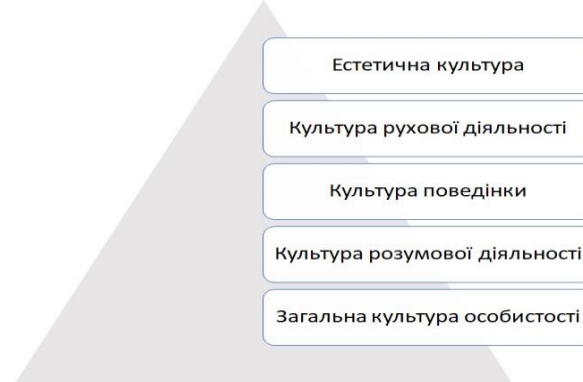 Естетична культура
Культура рухової діяльності
Культура поведінки
Культура розумової діяльності
Загальна культура особистості